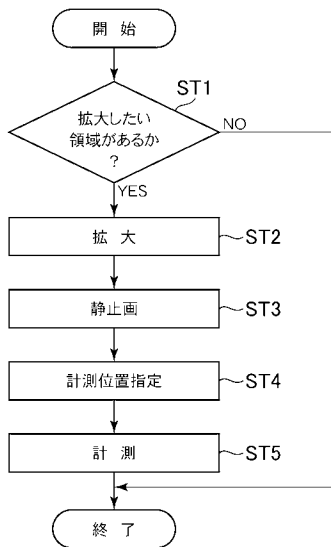 開始
ST1
拡大したい
領域があるか
?
NO
YES
拡大
ST2
静止画
ST3
計測位置指定
ST4
計測
ST5
終了